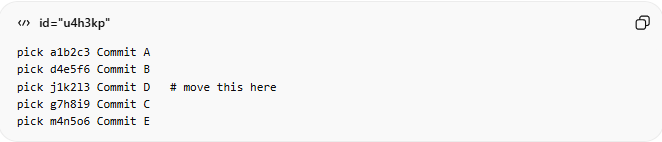 </> id="u4h3kp"
pick a1b2c3 Commit A
pick d4e5f6 Commit B
pick j1k2l3 Commit D   # move this here
pick g7h8i9 Commit C
pick m4n5o6 Commit E